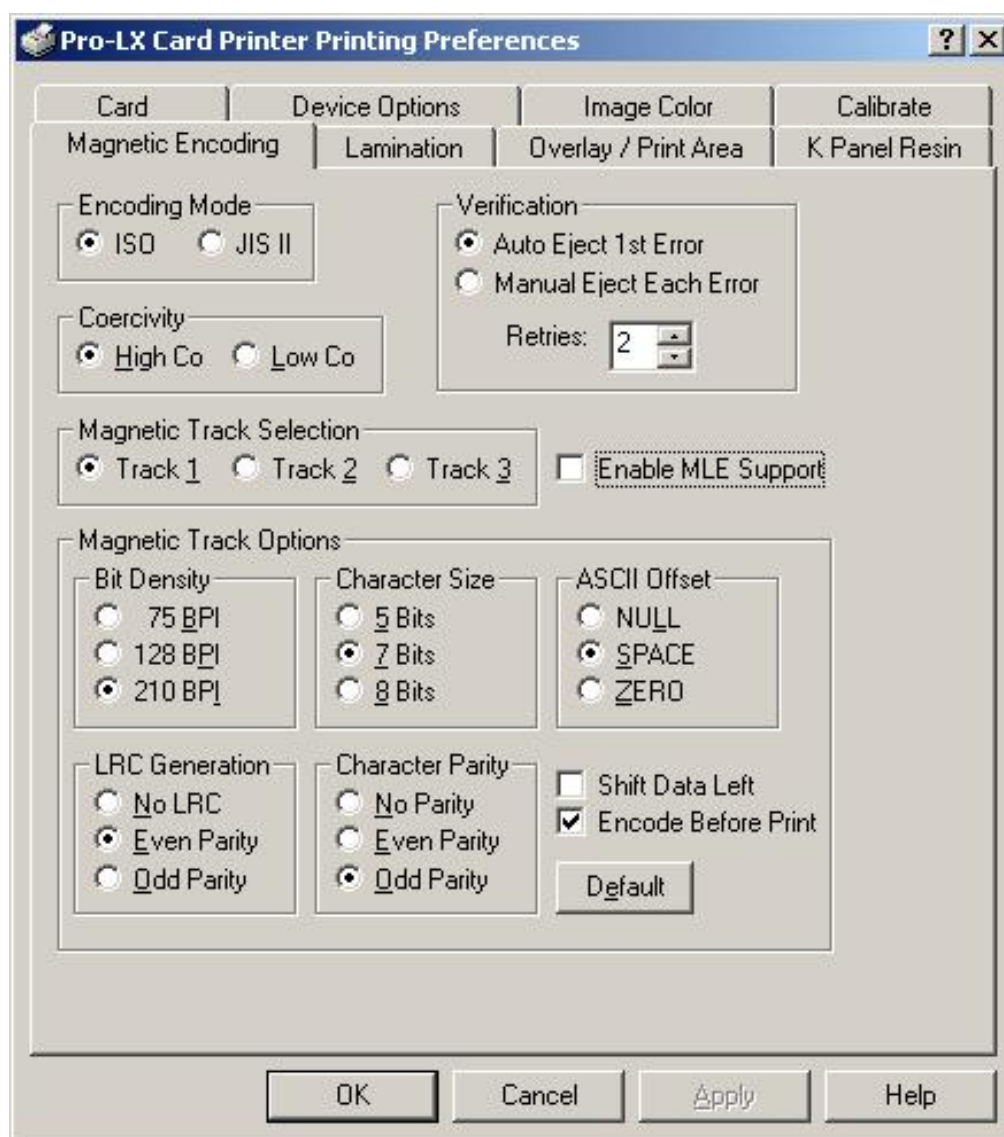 Pro-LX Card Printer Printing Preferences
Card Device Options Image Color Calibrate
Magnetic Encoding Lamination Overlay / Print Area K Panel Resin
Encoding Mode
ISO JIS II
Verification
Auto Eject 1st Error
Manual Eject Each Error
Retries: 2
Coercivity
High Co Low Co
Magnetic Track Selection
Track 1 Track 2 Track 3
Enable MLE Support
Magnetic Track Options
Bit Density
75 BPI
128 BPI
210 BPI
Character Size
5 Bits
7 Bits
8 Bits
ASCII Offset
NULL
SPACE
ZERO
LRC Generation
No LRC
Even Parity
Odd Parity
Character Parity
No Parity
Even Parity
Odd Parity
Shift Data Left
Encode Before Print
Default
OK Cancel Apply Help